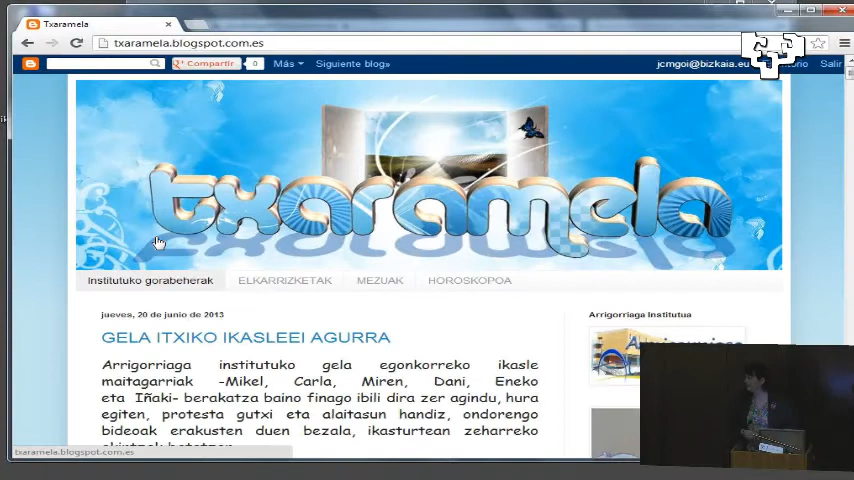 Txaramela
txaramela.blogspot.com.es
Compartir 0 Más Siguiente blog» jcmgoi@bizkaia.eu Salir
txaramela
Institutuko gorabeherak ELKARRIZKETAK MEZUAK HOROSKOPOA
jueves, 20 de junio de 2013
GELA ITXIKO IKASLEEI AGURRA
Arrigorriaga institutuko gela egonkorreko ikasle
maitagarriak -Mikel, Carla, Miren, Dani, Eneko
eta Iñaki- berakatza baino finago ibili dira zer agindu, hura
egiten, protesta gutxi eta alaitasun handiz, ondorengo
bideoak erakusten duen bezala, ikasturtean zeharreko
Arrigorriaga Institutua
txaramela.blogspot.com.es